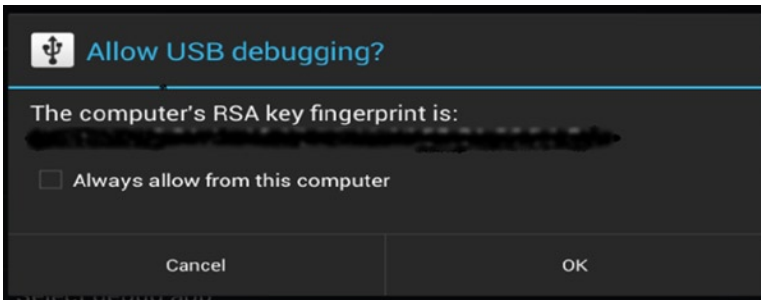 Allow USB debugging?
The computer's RSA key fingerprint is:
Always allow from this computer
Cancel
OK